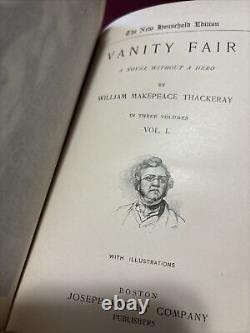 The New Household Edition
VANITY FAIR
A NOVEL WITHOUT A HERO
BY
WILLIAM MAKEPEACE THACKERAY
IN THREE VOLUMES
VOL. I.
WITH ILLUSTRATIONS
BOSTON
JOSEPH COMPANY
PUBLISHERS